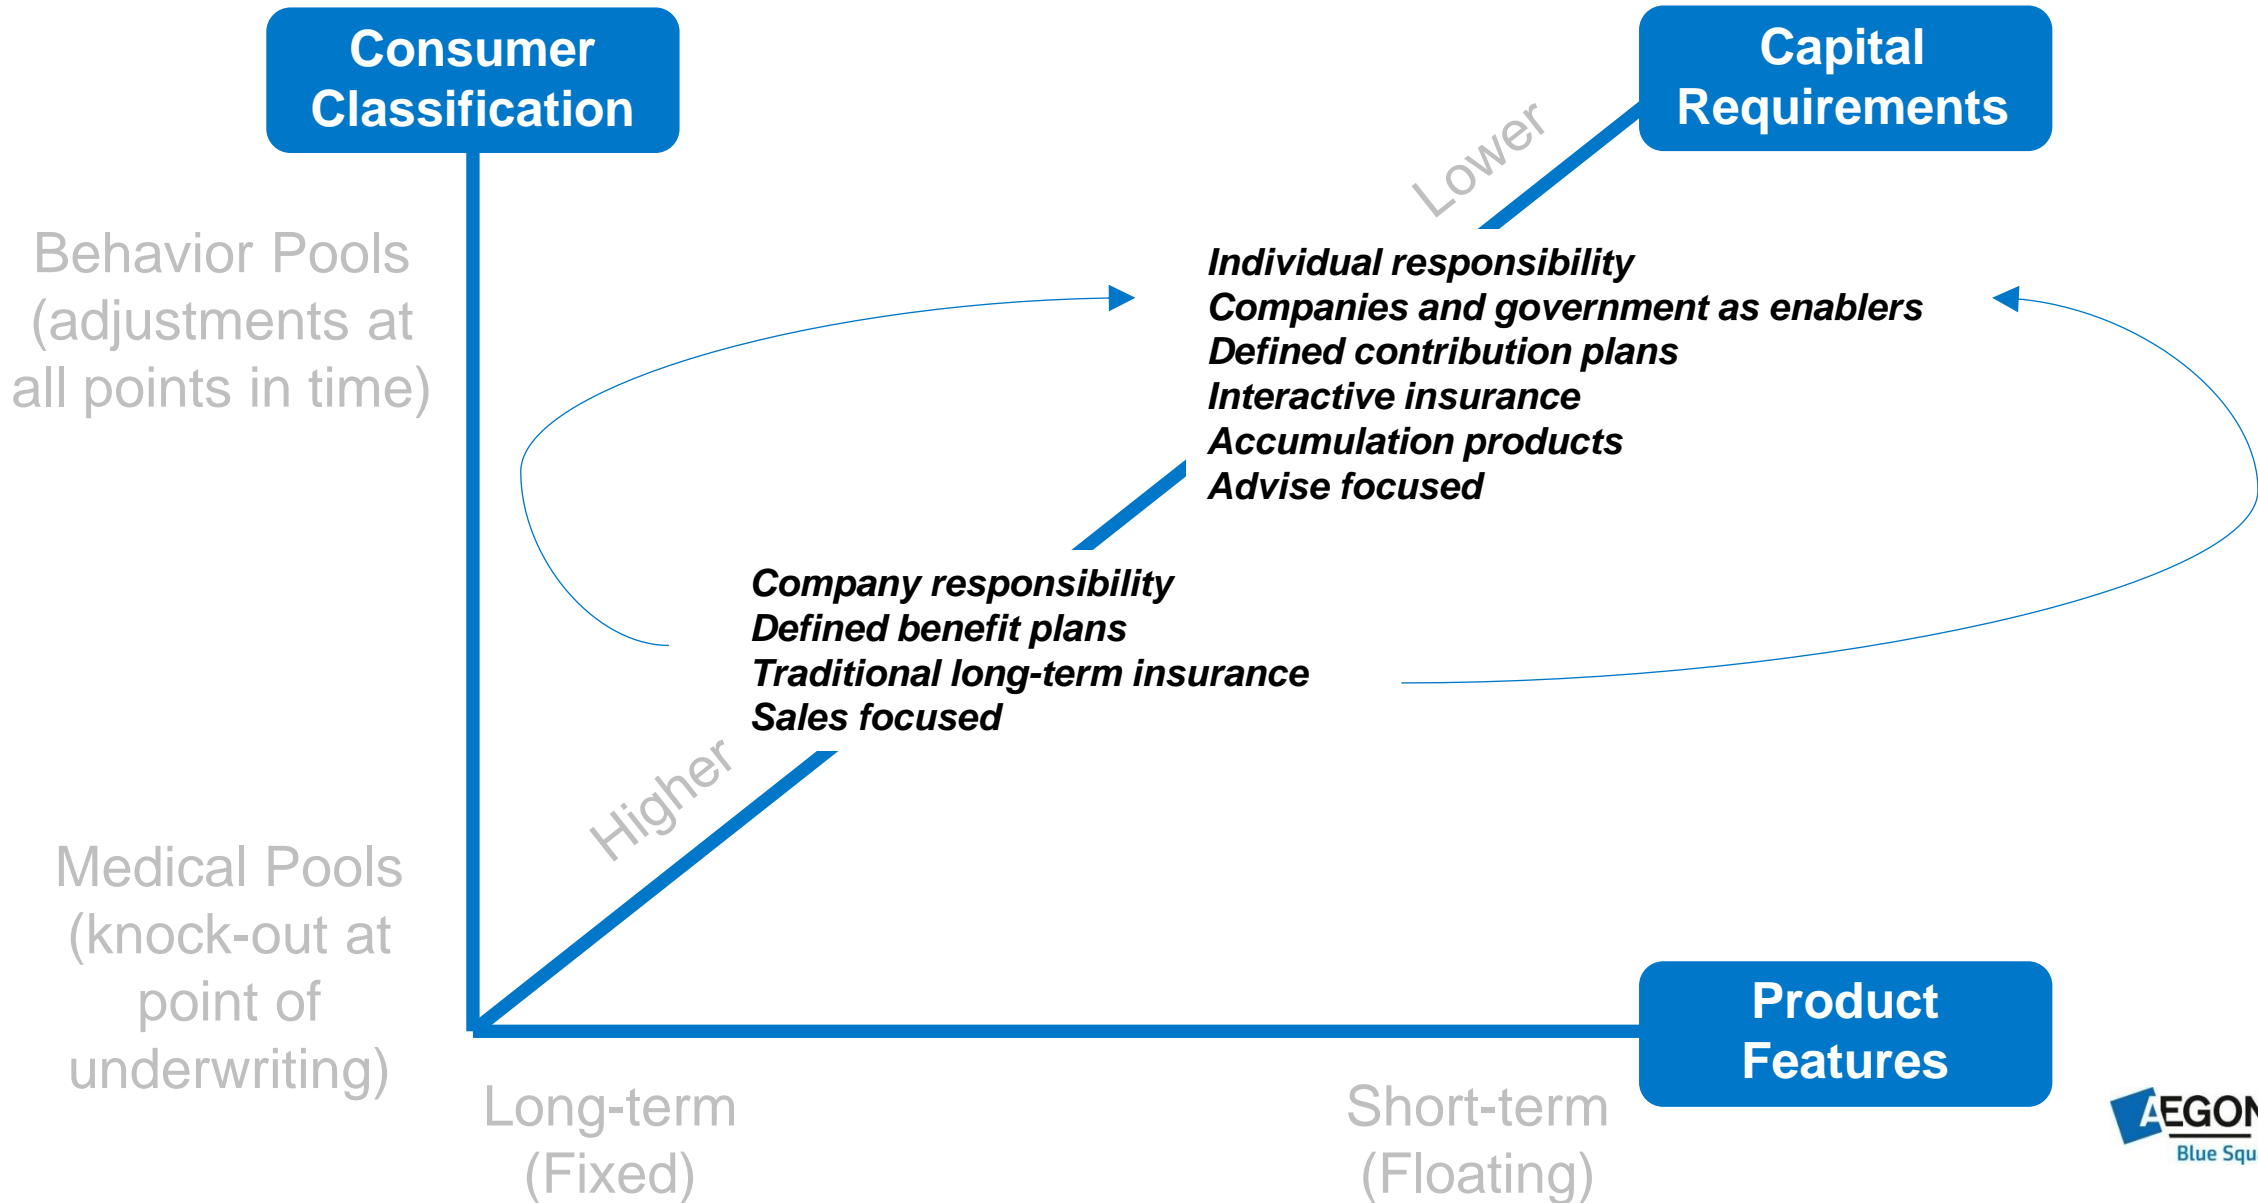 Consumer
Classification
Capital
Requirements
Lower
Behavior Pools
(adjustments at
all points in time)
Individual responsibility
Companies and government as enablers
Defined contribution plans
Interactive insurance
Accumulation products
Advise focused
Company responsibility
Defined benefit plans
Traditional long-term insurance
Sales focused
Higher
Medical Pools
(knock-out at
point of
underwriting)
Product
Features
Long-term
(Fixed)
Short-term
(Floating)
AEGON
Blue Squ